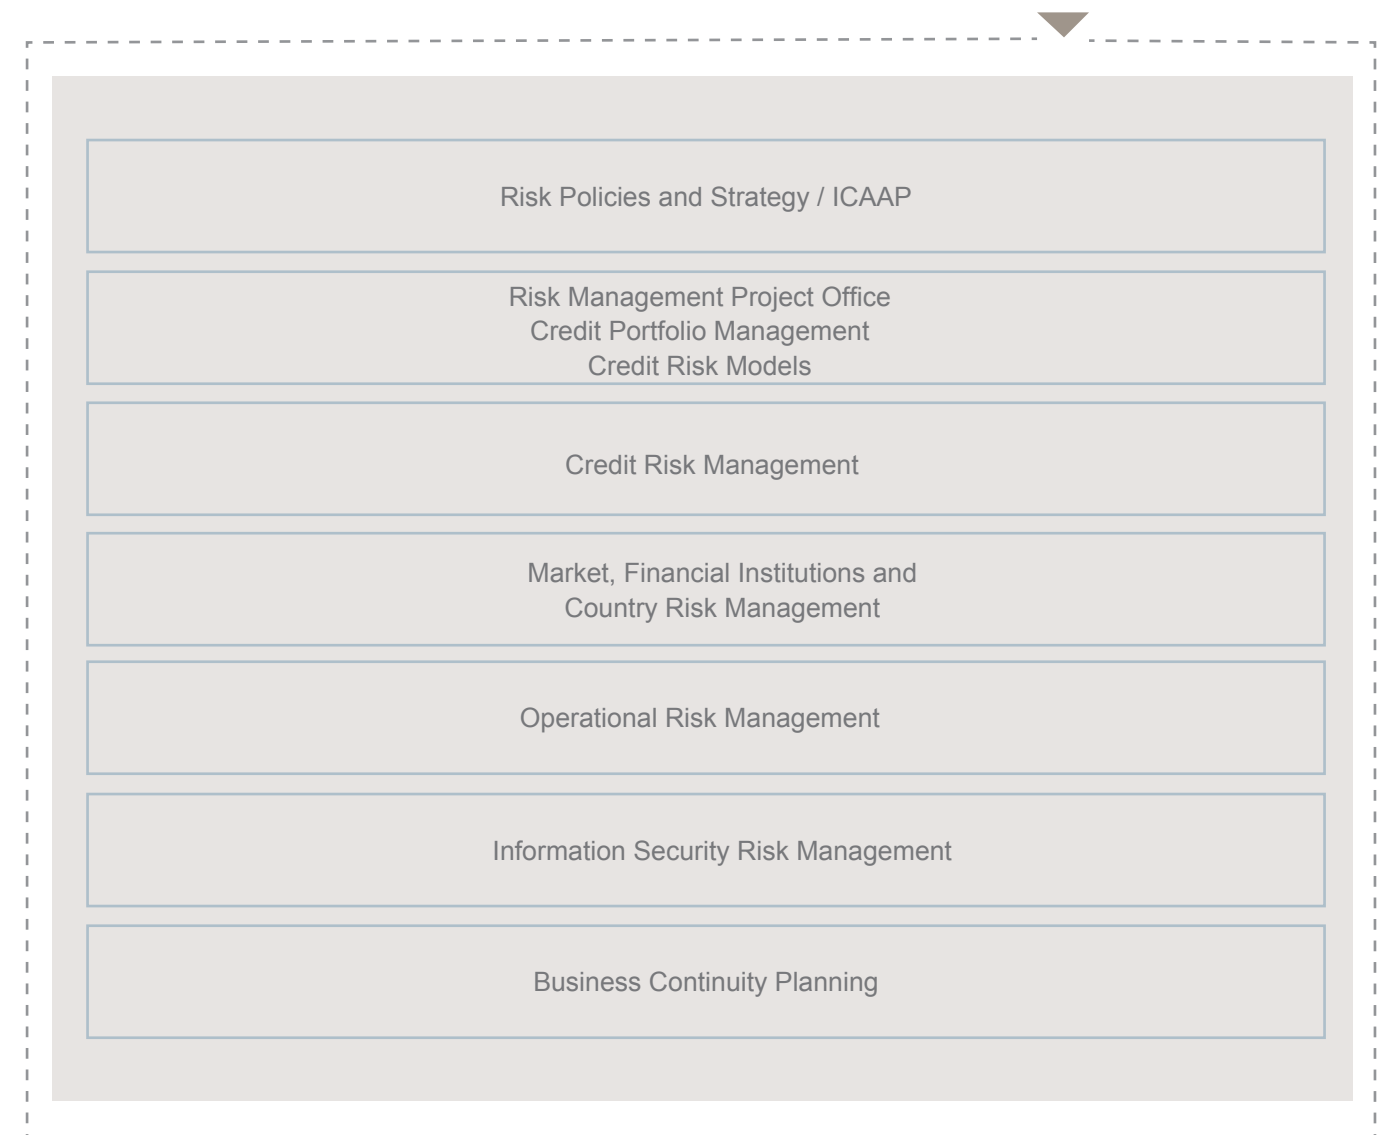 Risk Policies and Strategy / ICAAP
Risk Management Project Office
Credit Portfolio Management
Credit Risk Models
Credit Risk Management
Market, Financial Institutions and
Country Risk Management
Operational Risk Management
Information Security Risk Management
Business Continuity Planning